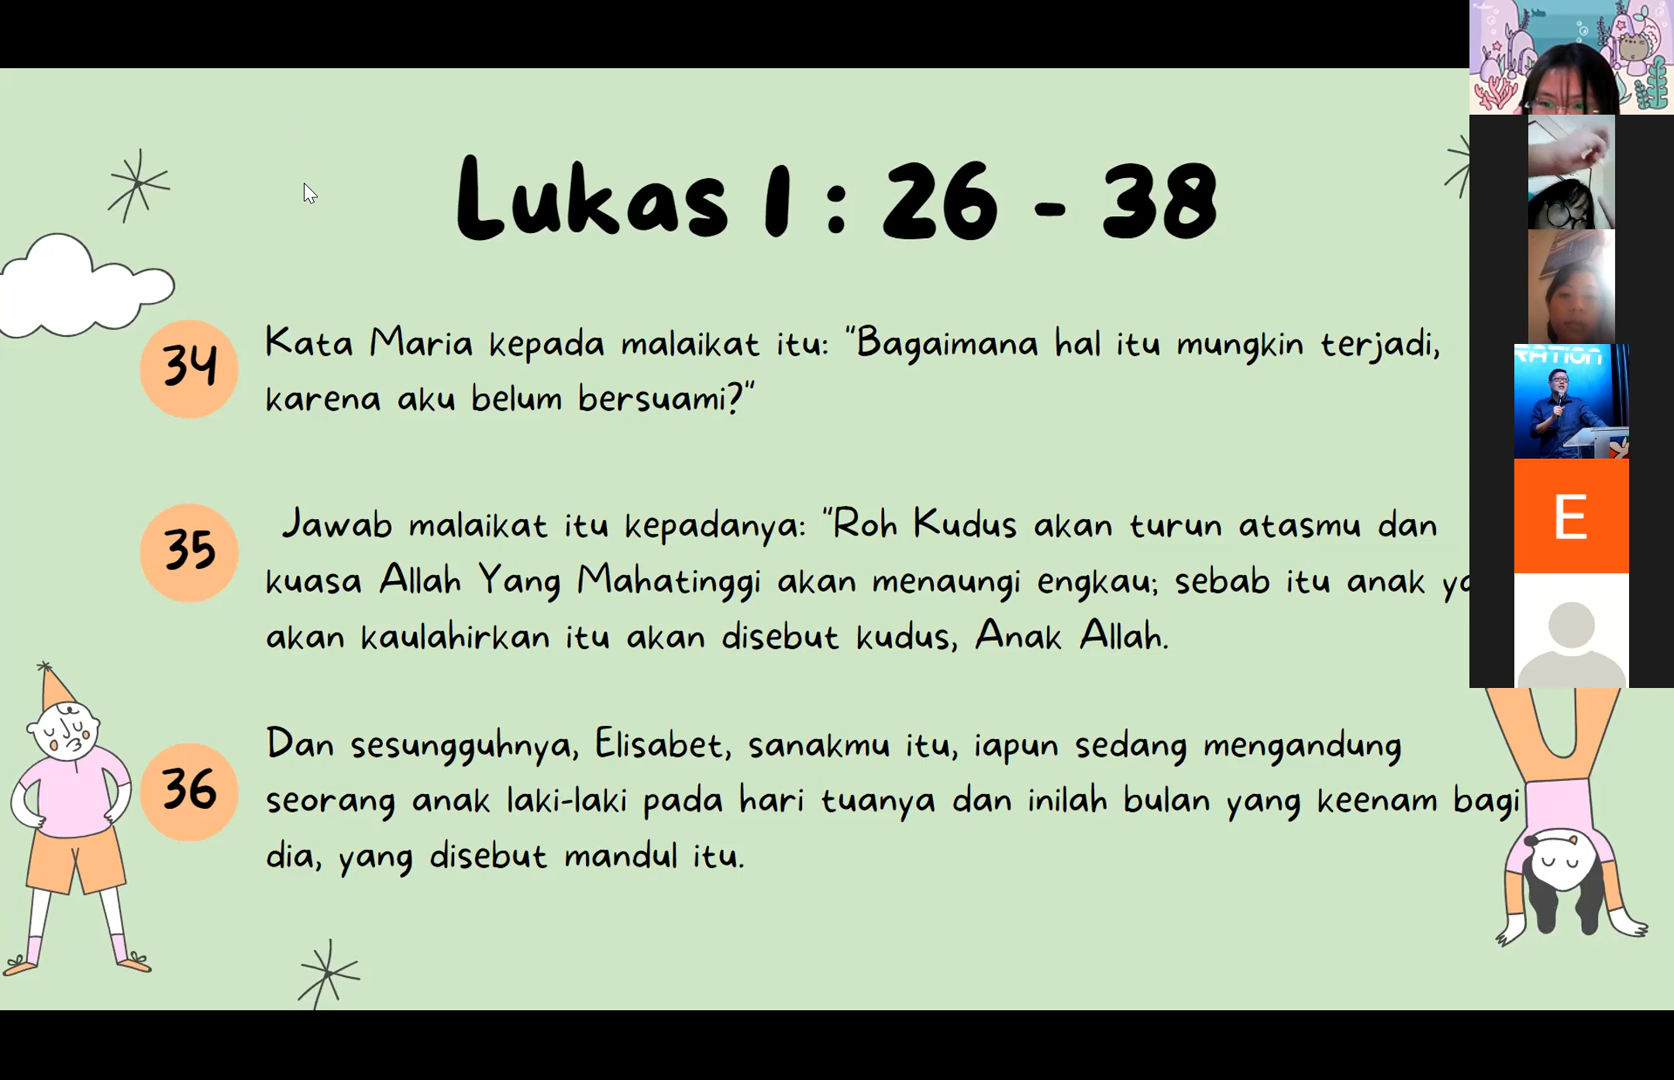 Lukas 1 : 26 - 38
34
Kata Maria kepada malaikat itu: "Bagaimana hal itu mungkin terjadi,
karena aku belum bersuami?"
35
Jawab malaikat itu kepadanya: "Roh Kudus akan turun atasmu dan
kuasa Allah Yang Mahatinggi akan menaungi engkau; sebab itu anak
akan kaulahirkan itu akan disebut kudus, Anak Allah.
36
Dan sesungguhnya, Elisabet, sanakmu itu, iapun sedang mengandung
seorang anak laki-laki pada hari tuanya dan inilah bulan yang keenam bagi
dia, yang disebut mandul itu.
RATION
E